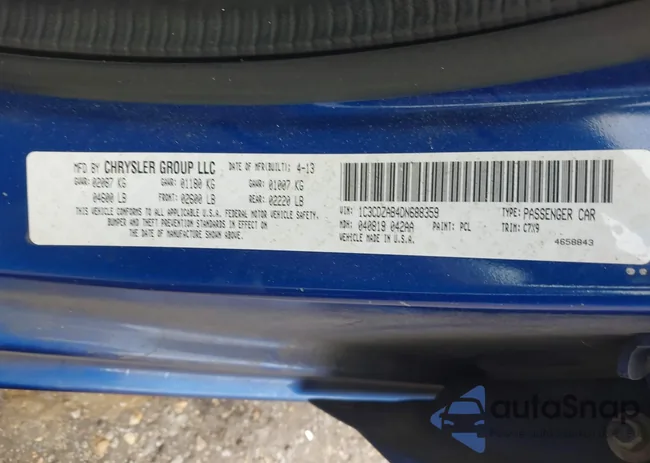 MFD BY CHRYSLER GROUP LLC DATE OF MFR(BUILT): 4-13
GVWR: 02087 KG GAWR: 01180 KG GAWR: 01007 KG
04600 LB FRONT: 02600 LB REAR: 02220 LB
THIS VEHICLE CONFORMS TO ALL APPLICABLE FEDERAL MOTOR VEHICLE SAFETY,
BUMPER AND THEFT PREVENTION STANDARDS IN EFFECT ON
THE DATE OF MANUFACTURE SHOWN ABOVE. MADE IN U.S.A.
VIN: 1C3CDZAB4DN688359 TYPE: PASSENGER CAR
MDH: 040819 042AA PAINT: PCL TRIM: C7X9
MADE IN U.S.A. 4658843
autoSnap